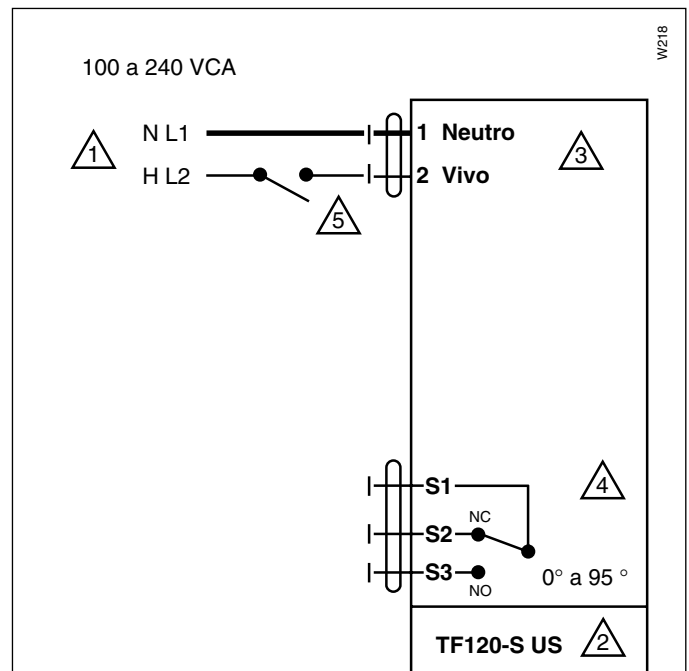 W218
100 a 240 VCA
N L1
1 Neutro
1
3
H L2
2 Vivo
5
S1
4
S2
NC
S3
NO
0° a 95 °
TF120-S US
2